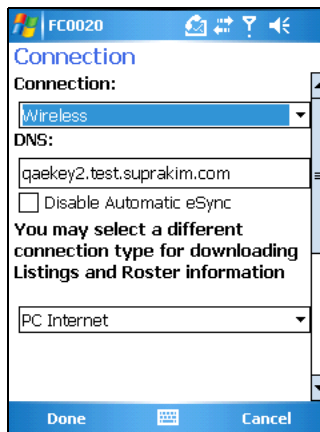 FC0020
Connection
Connection:
Wireless
DNS:
qaekey2.test.suprakim.com
Disable Automatic eSync
You may select a different
connection type for downloading
Listings and Roster information
PC Internet
Done
Cancel